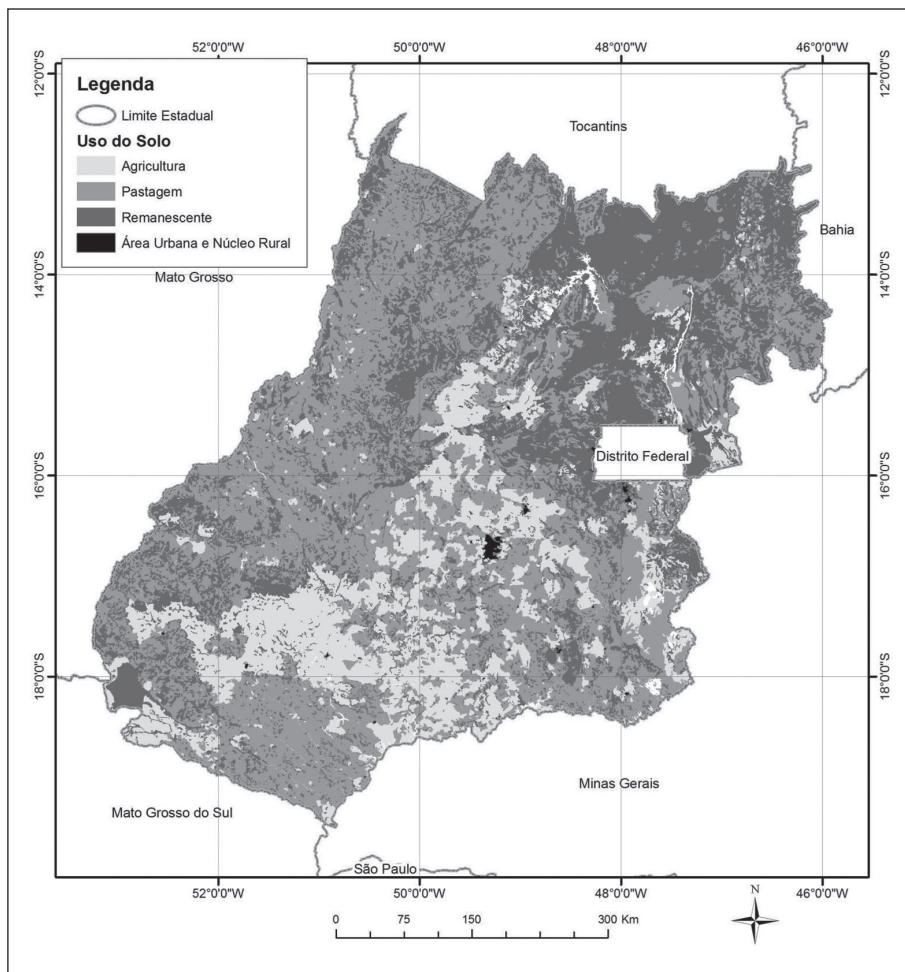 52°0'0"W
50°0'0"W
48°0'0"W
46°0'0"W
12°0'0"S
12°0'0"S
Legenda
Limite Estadual
Uso do Solo
Agricultura
Pastagem
Remanescente
Área Urbana e Núcleo Rural
Tocantins
Bahia
Mato Grosso
14°0'0"S
14°0'0"S
Distrito Federal
16°0'0"S
16°0'0"S
18°0'0"S
18°0'0"S
Minas Gerais
Mato Grosso do Sul
São Paulo
52°0'0"W
50°0'0"W
48°0'0"W
46°0'0"W
N
0 75 150 300 Km